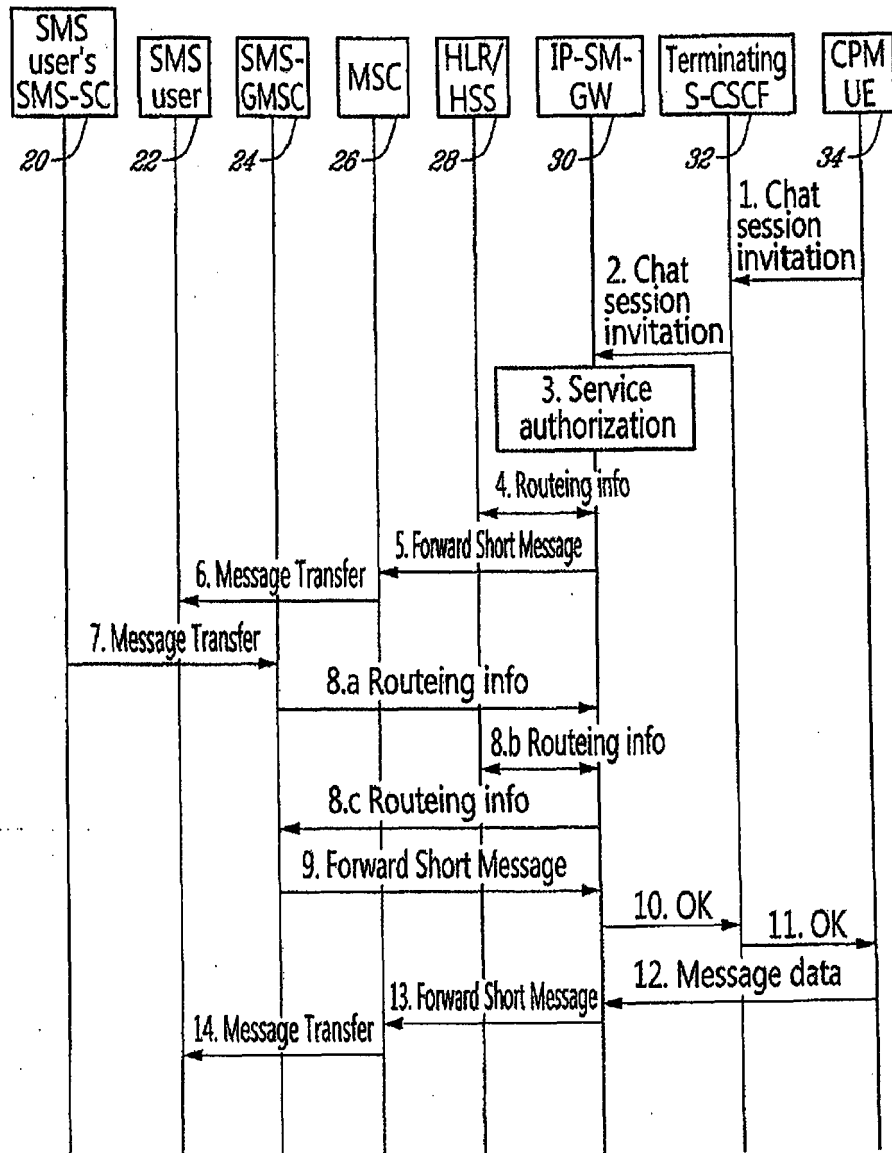 SMS
user's
SMS-SC
SMS
user
SMS-
GMSC
MSC
HLR/
HSS
IP-SM-
GW
Terminating
S-CSCF
CPM
UE
20
22
24
26
28
30
32
34
1. Chat
session
invitation
2. Chat
session
invitation
3. Service
authorization
4. Routeing info
5. Forward Short Message
6. Message Transfer
7. Message Transfer
8.a Routeing info
8.b Routeing info
8.c Routeing info
9. Forward Short Message
10. OK
11. OK
12. Message data
13. Forward Short Message
14. Message Transfer